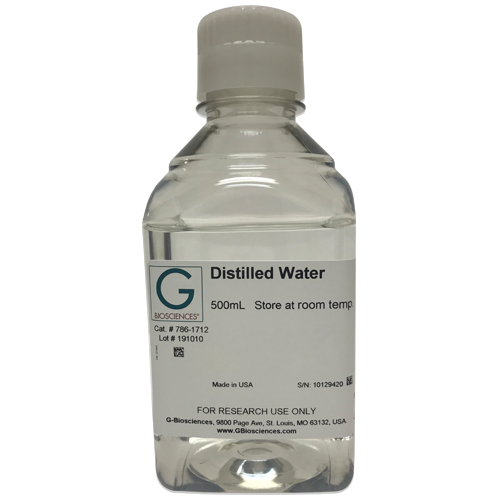 Distilled Water
G
BIOSCIENCES®
500mL Store at room temp.
Cat. # 786-1712
Lot # 191010
Made in USA
S/N: 10129420
FOR RESEARCH USE ONLY
G-Biosciences, 9800 Page Ave, St. Louis, MO 63132, USA
www.GBiosciences.com